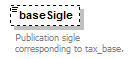 baseSigle
Publication sigle
corresponding to tax_base.